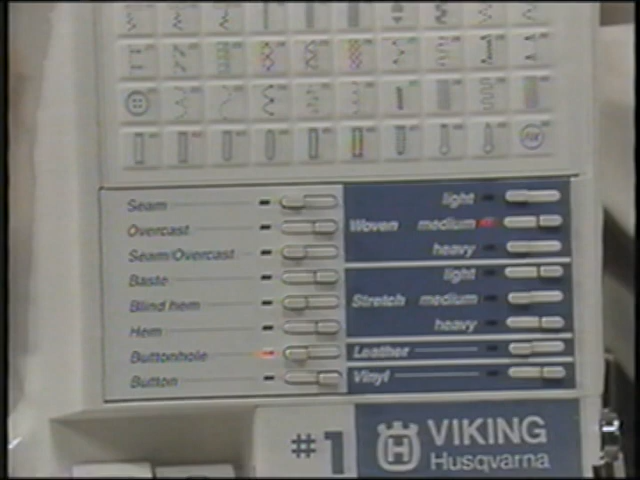 Seam
Overcast
Seam/Overcast
Baste
Blind hem
Hem
Buttonhole
Button
light
Woven medium
heavy
light
Stretch medium
heavy
Leather
Vinyl
#1
VIKING
H Husqvarna